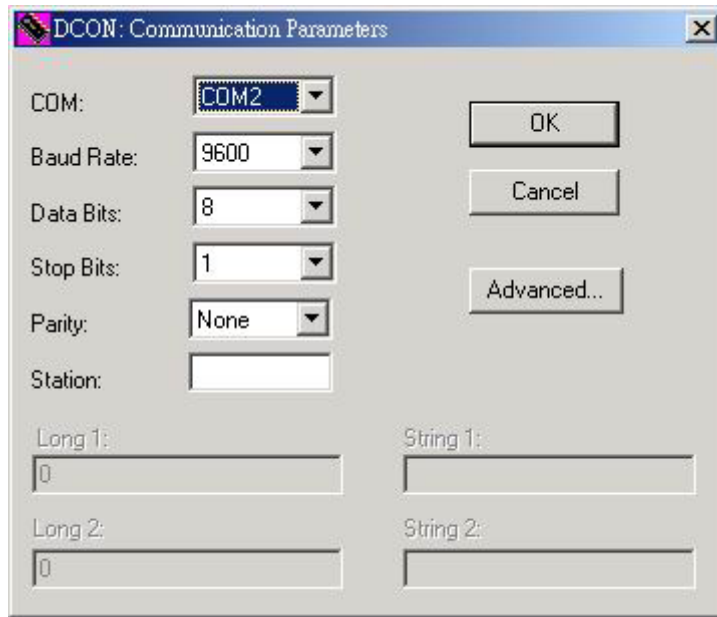 DCON: Communication Parameters
COM: COM2
Baud Rate: 9600
Data Bits: 8
Stop Bits: 1
Parity: None
Station:
OK
Cancel
Advanced...
Long 1:
0
String 1:
Long 2:
0
String 2: